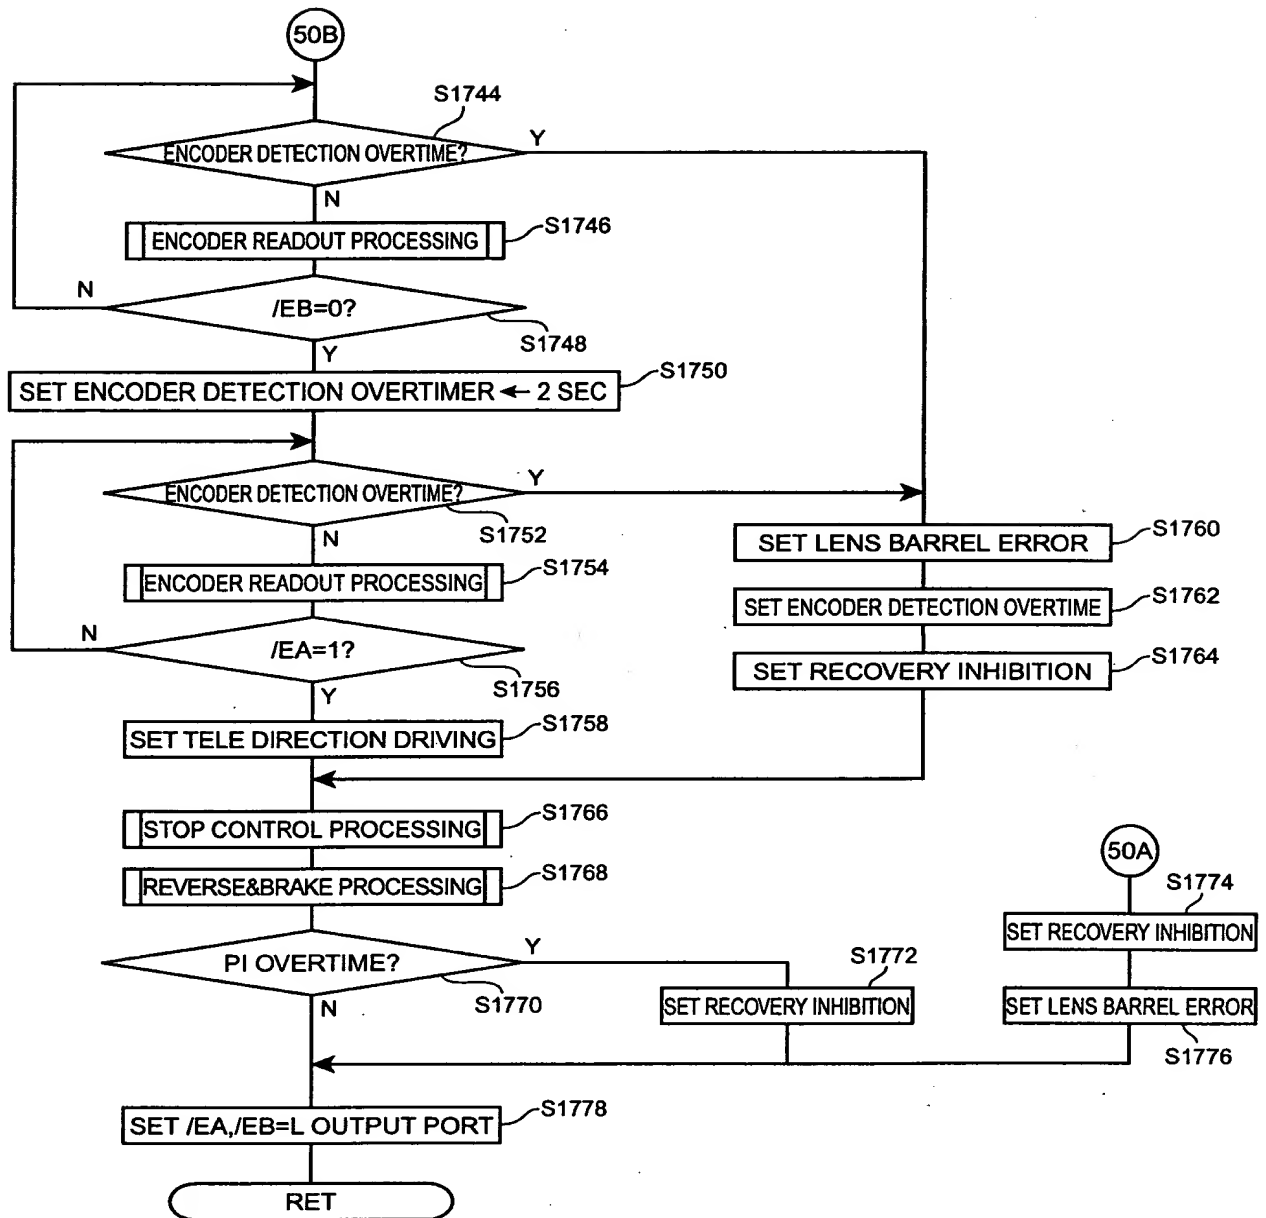 50B
S1744
ENCODER DETECTION OVERTIME?
Y
N
ENCODER READOUT PROCESSING
S1746
N
/EB=0?
S1748
Y
SET ENCODER DETECTION OVERTIMER ← 2 SEC
S1750
ENCODER DETECTION OVERTIME?
Y
S1752
N
ENCODER READOUT PROCESSING
S1754
N
/EA=1?
S1756
Y
SET TELE DIRECTION DRIVING
S1758
SET LENS BARREL ERROR
S1760
SET ENCODER DETECTION OVERTIME
S1762
SET RECOVERY INHIBITION
S1764
STOP CONTROL PROCESSING
S1766
REVERSE&BRAKE PROCESSING
S1768
PI OVERTIME?
Y
S1770
N
S1772
SET RECOVERY INHIBITION
50A
S1774
SET RECOVERY INHIBITION
SET LENS BARREL ERROR
S1776
SET /EA,/EB=L OUTPUT PORT
S1778
RET